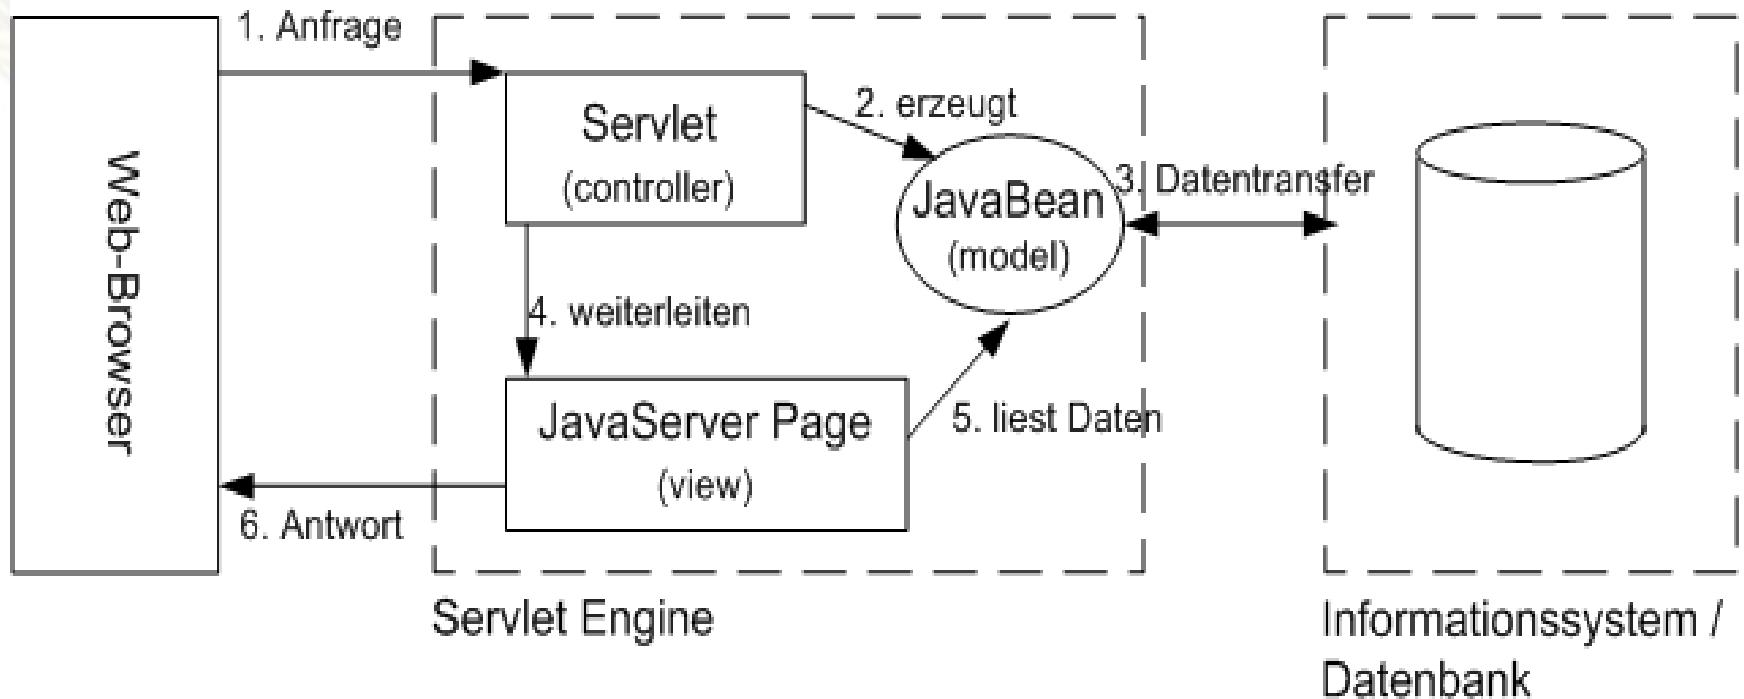 1. Anfrage
Web-Browser
Servlet
(controller)
2. erzeugt
JavaBean
(model)
3. Datentransfer
4. weiterleiten
JavaServer Page
(view)
5. liest Daten
6. Antwort
Servlet Engine
Informationssystem /
Datenbank